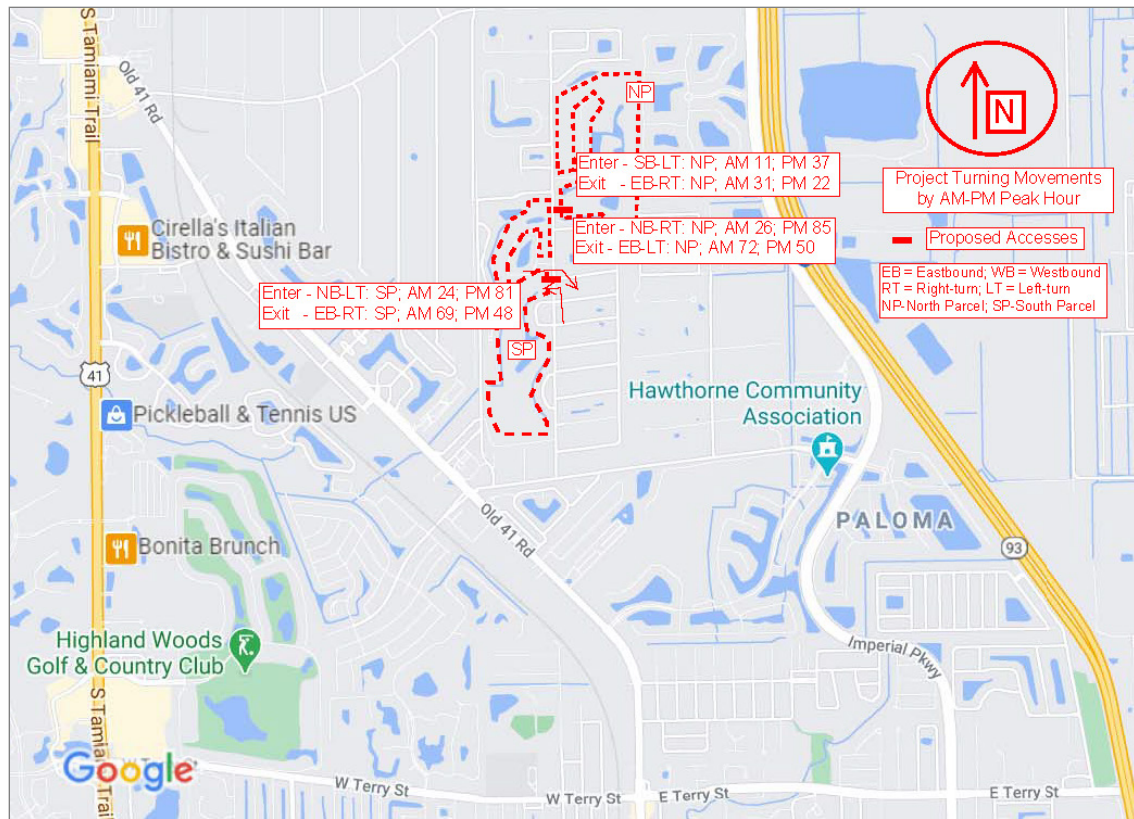 S Tamiami Trail
Old 41 Rd
NP
N
Enter - SB-LT: NP; AM 11; PM 37
Exit - EB-RT: NP; AM 31; PM 22
Project Turning Movements
by AM-PM Peak Hour
Enter - NB-RT: NP; AM 26; PM 85
Exit - EB-LT: NP; AM 72; PM 50
Proposed Accesses
Cirella's Italian
Bistro & Sushi Bar
EB = Eastbound; WB = Westbound
RT = Right-turn; LT = Left-turn
NP-North Parcel; SP-South Parcel
Enter - NB-LT: SP; AM 24; PM 81
Exit - EB-RT: SP; AM 69; PM 48
SP
41
Hawthorne Community
Association
Pickleball & Tennis US
Old 41 Rd
PALOMA
Bonita Brunch
93
Highland Woods
Golf & Country Club
Imperial Pkwy
S Tamiami Trail
Google
W Terry St
W Terry St
E Terry St
E Terry St